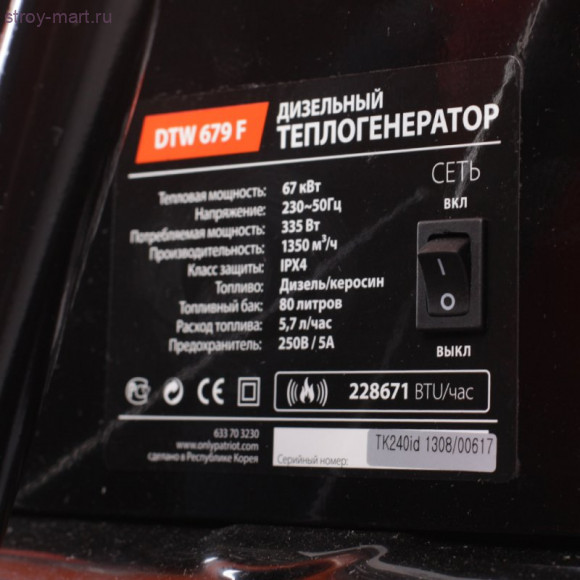 stroy-mart.ru
DTW 679 F
ДИЗЕЛЬНЫЙ
ТЕПЛОГЕНЕРАТОР
СЕТЬ
ВКЛ
Тепловая мощность: 67 кВт
Напряжение: 230~50Гц
Потребляемая мощность: 335 Вт
Производительность: 1350 м³/ч
Класс защиты: IPX4
Топливо: Дизель/керосин
Топливный бак: 80 литров
Расход топлива: 5,7 л/час
Предохранитель: 250В / 5А
ВЫКЛ
228671 BTU/час
633 70 3230
www.onlypatriot.com
сделано в Республике Корея
Серийный номер: TK240id 1308/00617